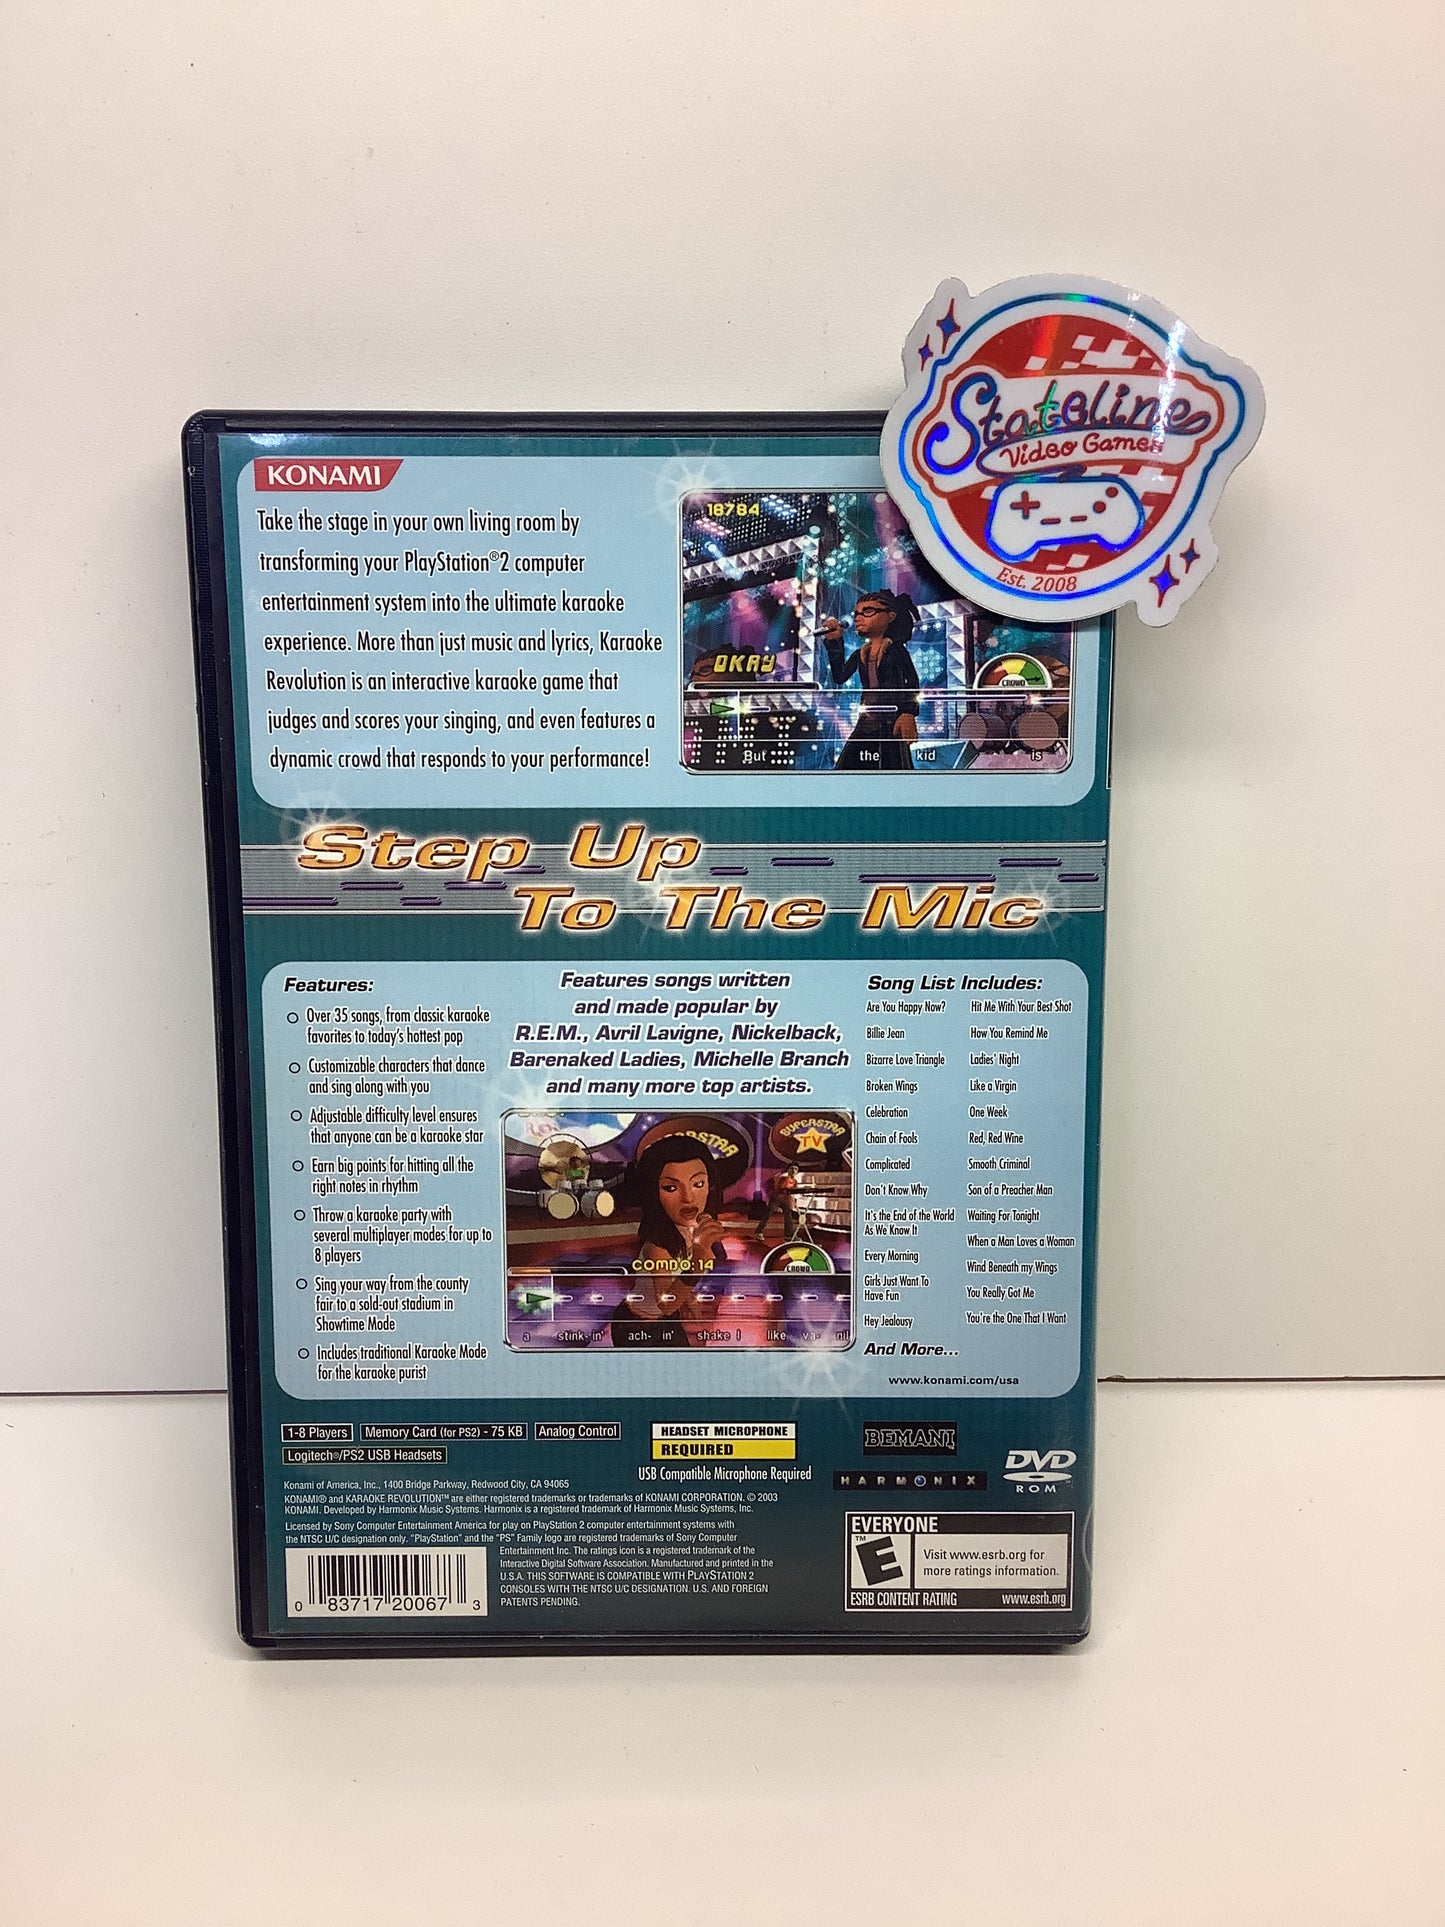 Stateline
Video Games
Est. 2008
KONAMI
Take the stage in your own living room by
transforming your PlayStation®2 computer
entertainment system into the ultimate karaoke
experience. More than just music and lyrics, Karaoke
Revolution is an interactive karaoke game that
judges and scores your singing, and even features a
dynamic crowd that responds to your performance!
18784
OKAY
CROWD
But the kid is
Step Up
To The Mic
Features:
Over 35 songs, from classic karaoke
favorites to today's hottest pop
Customizable characters that dance
and sing along with you
Adjustable difficulty level ensures
that anyone can be a karaoke star
Earn big points for hitting all the
right notes in rhythm
Throw a karaoke party with
several multiplayer modes for up to
8 players
Sing your way from the county
fair to a sold-out stadium in
Showtime Mode
Includes traditional Karaoke Mode
for the karaoke purist
Features songs written
and made popular by
R.E.M., Avril Lavigne, Nickelback,
Barenaked Ladies, Michelle Branch
and many more top artists.
SUPERSTAR
TV
COMBO: 14
CROWD
a stink- in' ach- in' shake I like va- nil
Song List Includes:
Are You Happy Now?
Billie Jean
Bizarre Love Triangle
Broken Wings
Celebration
Chain of Fools
Complicated
Don't Know Why
It's the End of the World
As We Know It
Every Morning
Girls Just Want To
Have Fun
Hey Jealousy
Hit Me With Your Best Shot
How You Remind Me
Ladies' Night
Like a Virgin
One Week
Red, Red Wine
Smooth Criminal
Son of a Preacher Man
Waiting For Tonight
When a Man Loves a Woman
Wind Beneath my Wings
You Really Got Me
You're the One That I Want
And More...
www.konami.com/usa
1-8 Players
Memory Card (for PS2) - 75 KB
Analog Control
Logitech®/PS2 USB Headsets
HEADSET MICROPHONE
REQUIRED
USB Compatible Microphone Required
BEMANI
HARMONIX
DVD
ROM
Konami of America, Inc., 1400 Bridge Parkway, Redwood City, CA 94065
KONAMI® and KARAOKE REVOLUTION™ are either registered trademarks or trademarks of KONAMI CORPORATION. © 2003
KONAMI. Developed by Harmonix Music Systems. Harmonix is a registered trademark of Harmonix Music Systems, Inc.
Licensed by Sony Computer Entertainment America for play on PlayStation 2 computer entertainment systems with
the NTSC U/C designation only. "PlayStation" and the "PS" Family logo are registered trademarks of Sony Computer
Entertainment Inc. The ratings icon is a registered trademark of the
Interactive Digital Software Association. Manufactured and printed in the
U.S.A. THIS SOFTWARE IS COMPATIBLE WITH PLAYSTATION 2
CONSOLES WITH THE NTSC U/C DESIGNATION. U.S. AND FOREIGN
PATENTS PENDING.
0 83717 20067 3
EVERYONE
E
TM
Visit www.esrb.org for
more ratings information.
ESRB CONTENT RATING www.esrb.org